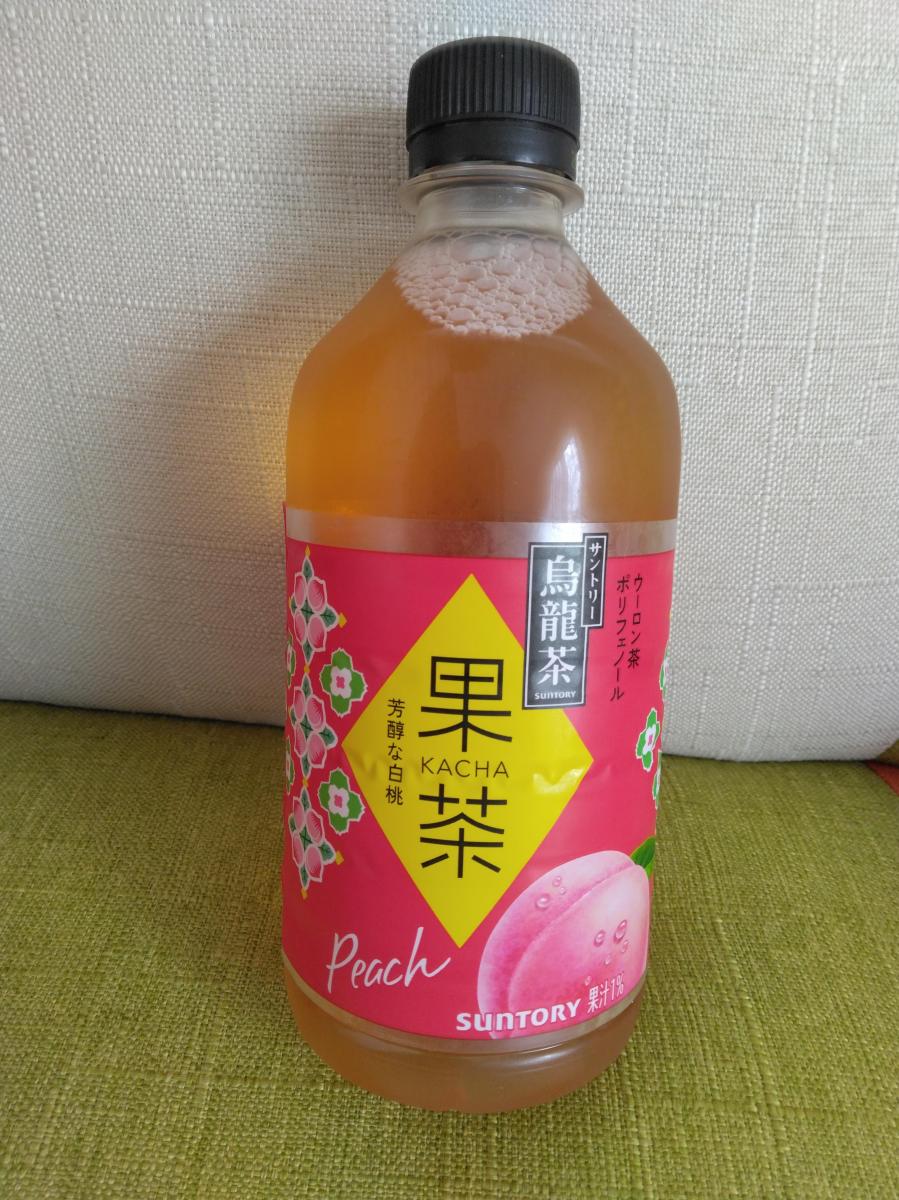 サントリー
烏龍茶
SUNTORY
ウーロン茶
ポリフェノール
果
KACHA
茶
芳醇な白桃
Peach
SUNTORY
果汁1%